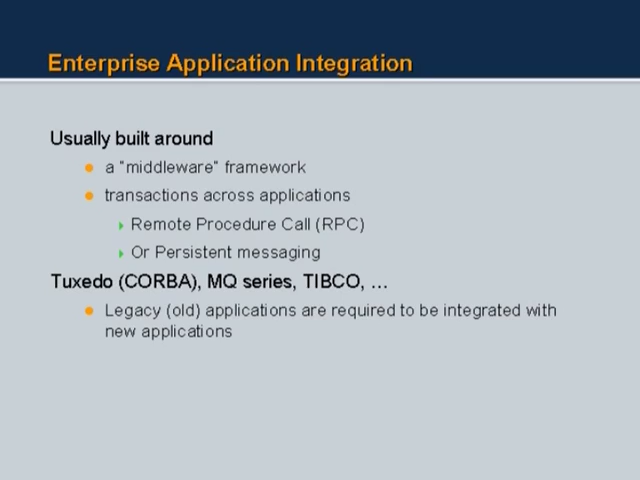 Enterprise Application Integration
Usually built around
a "middleware" framework
transactions across applications
Remote Procedure Call (RPC)
Or Persistent messaging
Tuxedo (CORBA), MQ series, TIBCO, ...
Legacy (old) applications are required to be integrated with
new applications